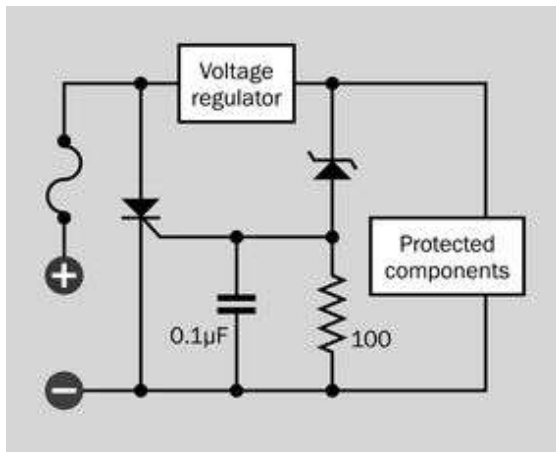 Voltage
regulator
Protected
components
+
0.1µF
100
−